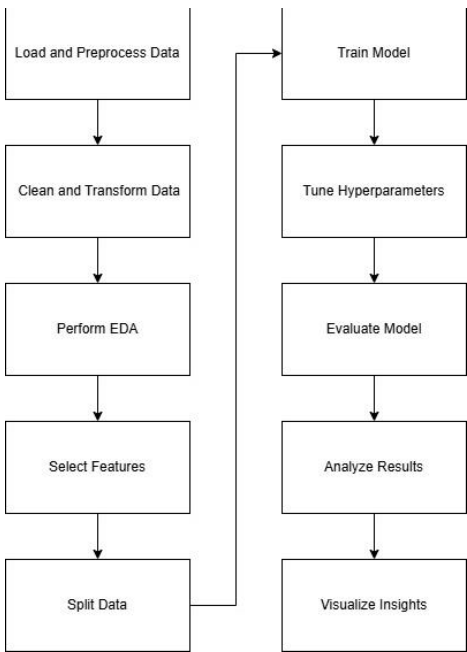 Load and Preprocess Data
Clean and Transform Data
Perform EDA
Select Features
Split Data
Train Model
Tune Hyperparameters
Evaluate Model
Analyze Results
Visualize Insights